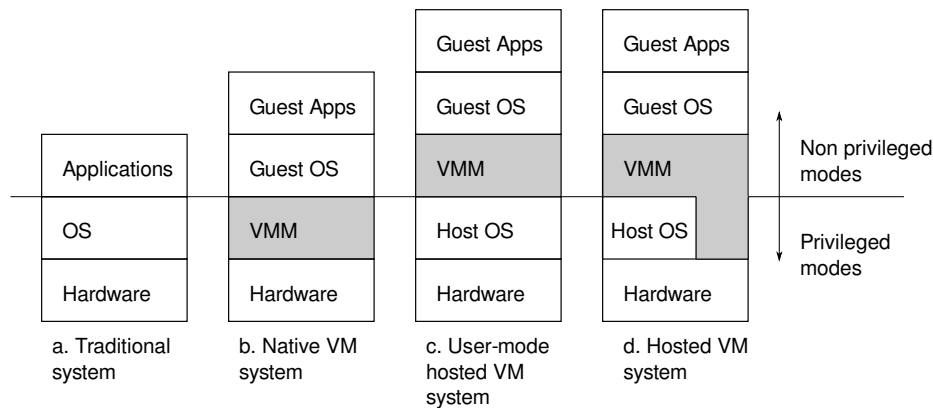 Applications
OS
Hardware
a. Traditional
system
Guest Apps
Guest OS
VMM
Hardware
b. Native VM
system
Guest Apps
Guest OS
VMM
Host OS
Hardware
c. User-mode
hosted VM
system
Guest Apps
Guest OS
VMM
Host OS
Hardware
d. Hosted VM
system
Non privileged
modes
Privileged
modes